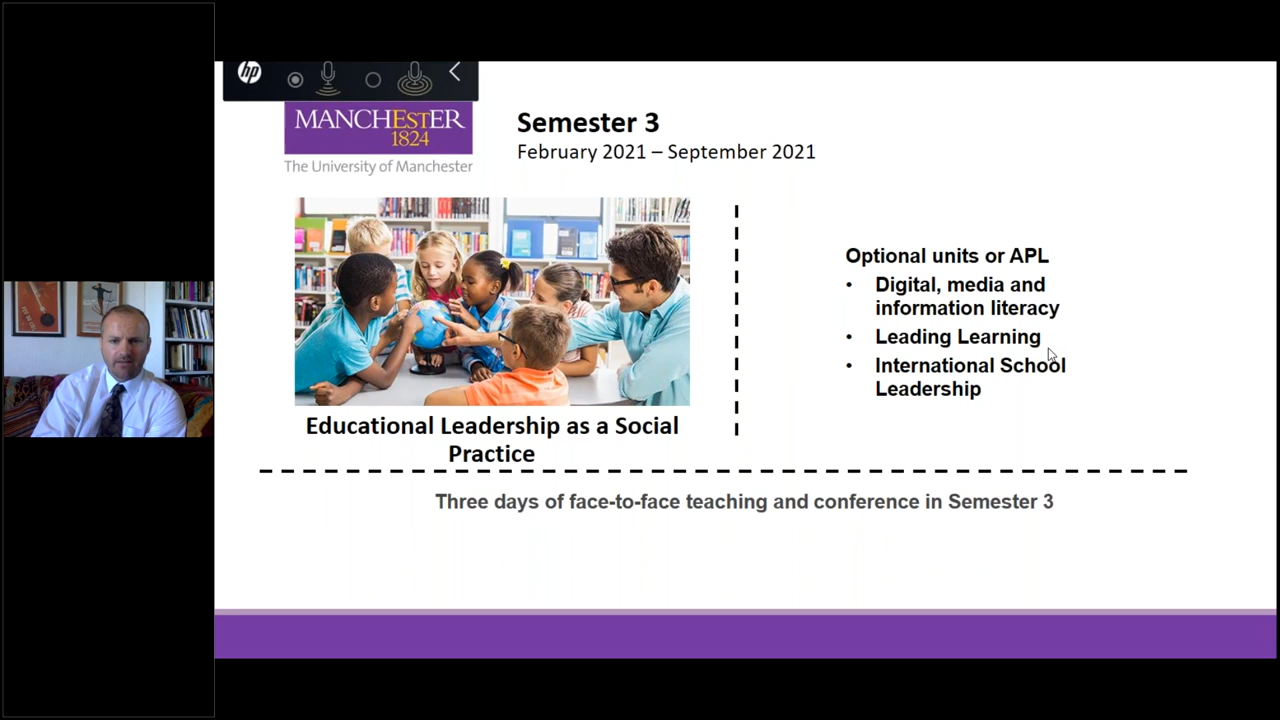 hp
MANCHEstER
1824
The University of Manchester
Semester 3
February 2021 – September 2021
Educational Leadership as a Social
Practice
Optional units or APL
• Digital, media and
information literacy
• Leading Learning
• International School
Leadership
Three days of face-to-face teaching and conference in Semester 3